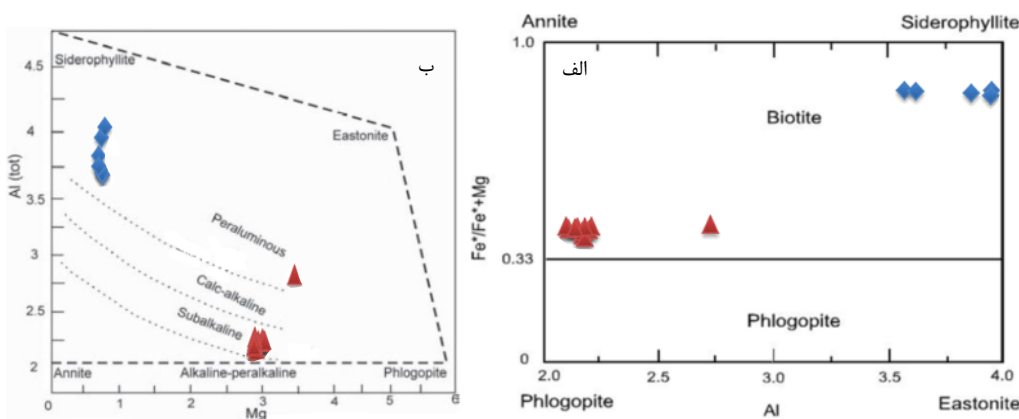 ب
Siderophyllite
Eastonite
Peraluminous
Calc-alkaline
Subalkaline
Annite
Alkaline-peralkaline
Phlogopite
Al (tot)
4.5
4
3.5
3
2.5
2
0
1
2
3
4
5
6
Mg
الف
Annite
Siderophyllite
Biotite
Phlogopite
Fe*/Fe*+Mg
1.0
0.33
0
2.0
2.5
3.0
3.5
4.0
Phlogopite
Al
Eastonite